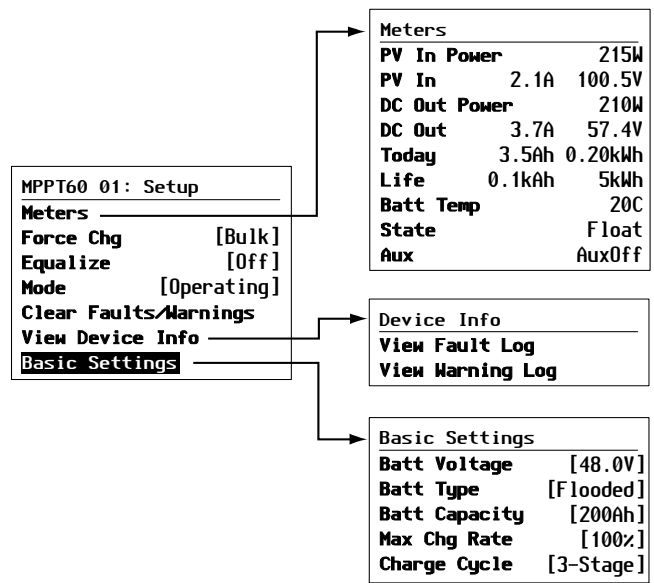 MPPT60 01: Setup
Meters
Force Chg [Bulk]
Equalize [Off]
Mode [Operating]
Clear Faults/Warnings
View Device Info
Basic Settings
Meters
PV In Power 215W
PV In 2.1A 100.5V
DC Out Power 210W
DC Out 3.7A 57.4V
Today 3.5Ah 0.20kWh
Life 0.1kAh 5kWh
Batt Temp 20C
State Float
Aux AuxOff
Device Info
View Fault Log
View Warning Log
Basic Settings
Batt Voltage [48.0V]
Batt Type [Flooded]
Batt Capacity [200Ah]
Max Chg Rate [100%]
Charge Cycle [3-Stage]